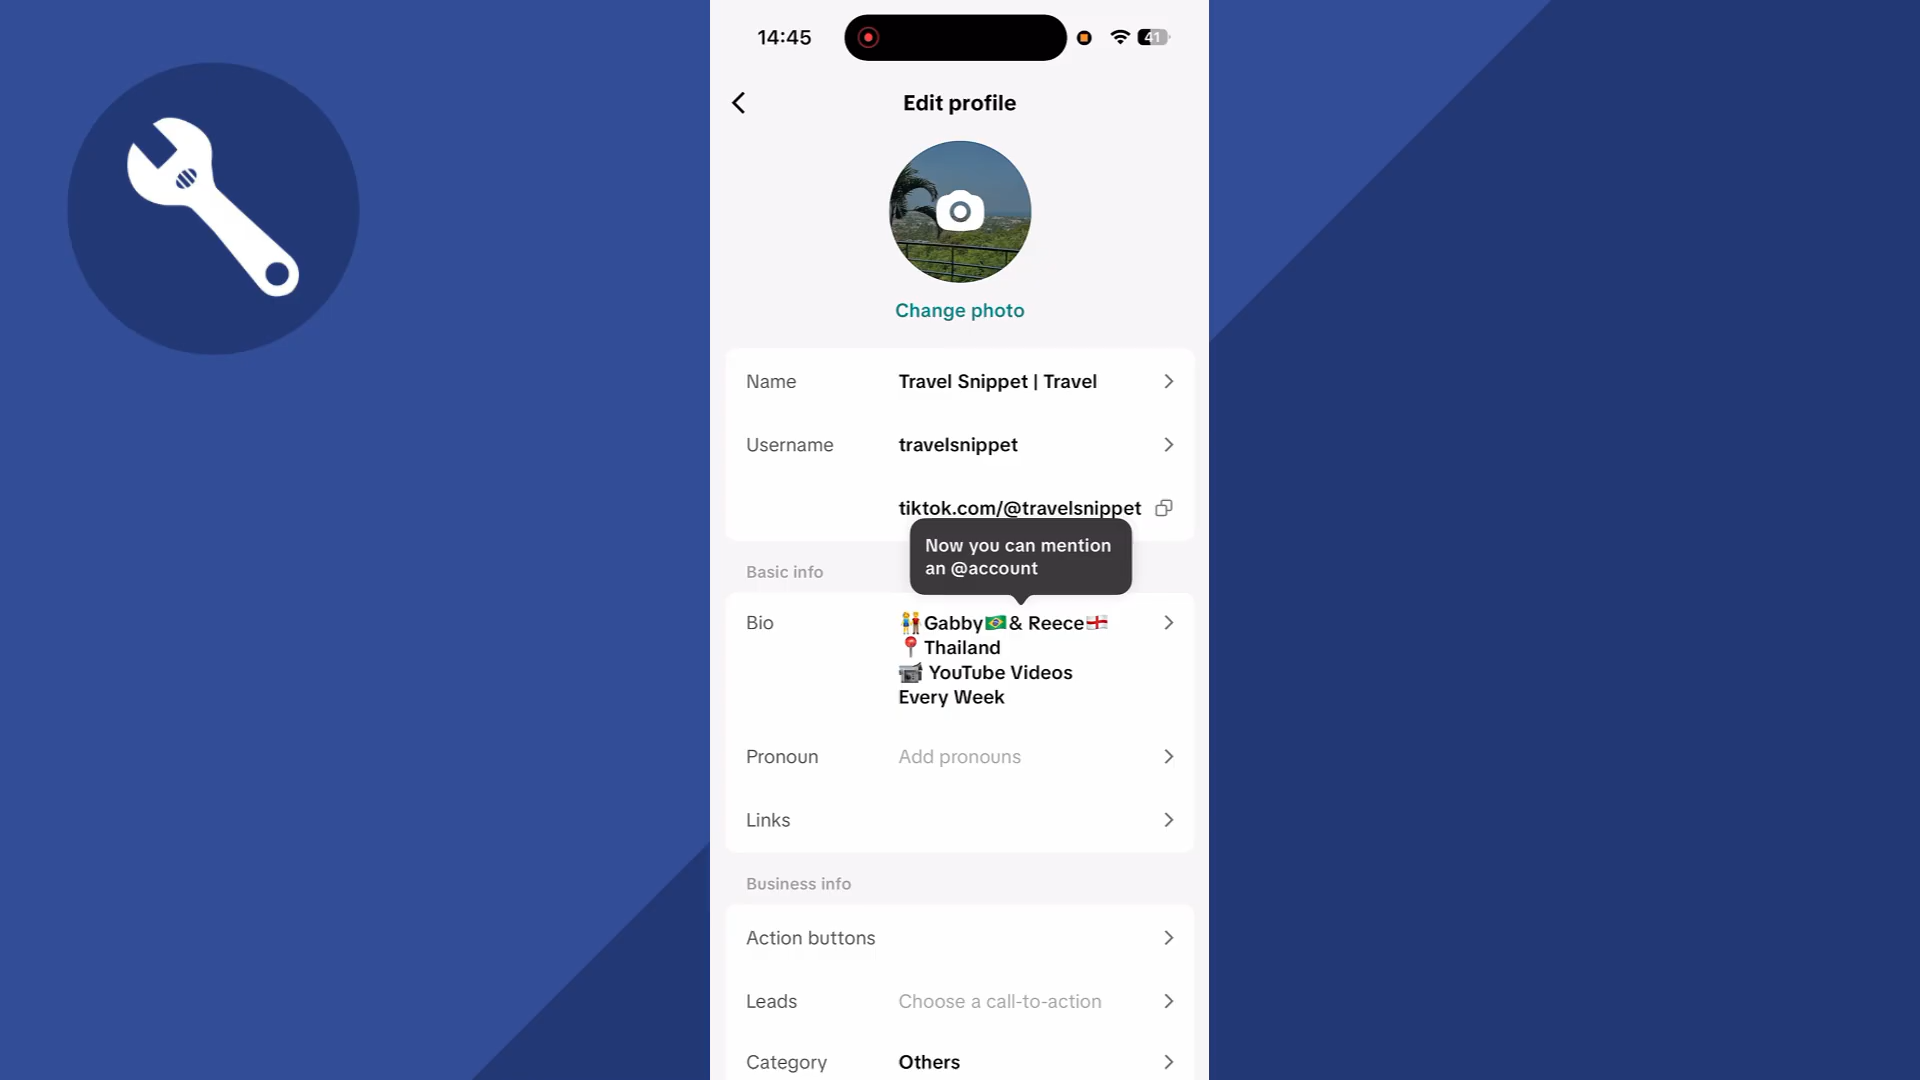 14:45
41
Edit profile
Change photo
Name Travel Snippet | Travel
Username travelsnippet
tiktok.com/@travelsnippet
Now you can mention
an @account
Basic info
Bio 👫Gabby🇧🇷& Reece🏴󠁧󠁢󠁥󠁮󠁧󠁿
📍Thailand
📹 YouTube Videos
Every Week
Pronoun Add pronouns
Links
Business info
Action buttons
Leads Choose a call-to-action
Category Others